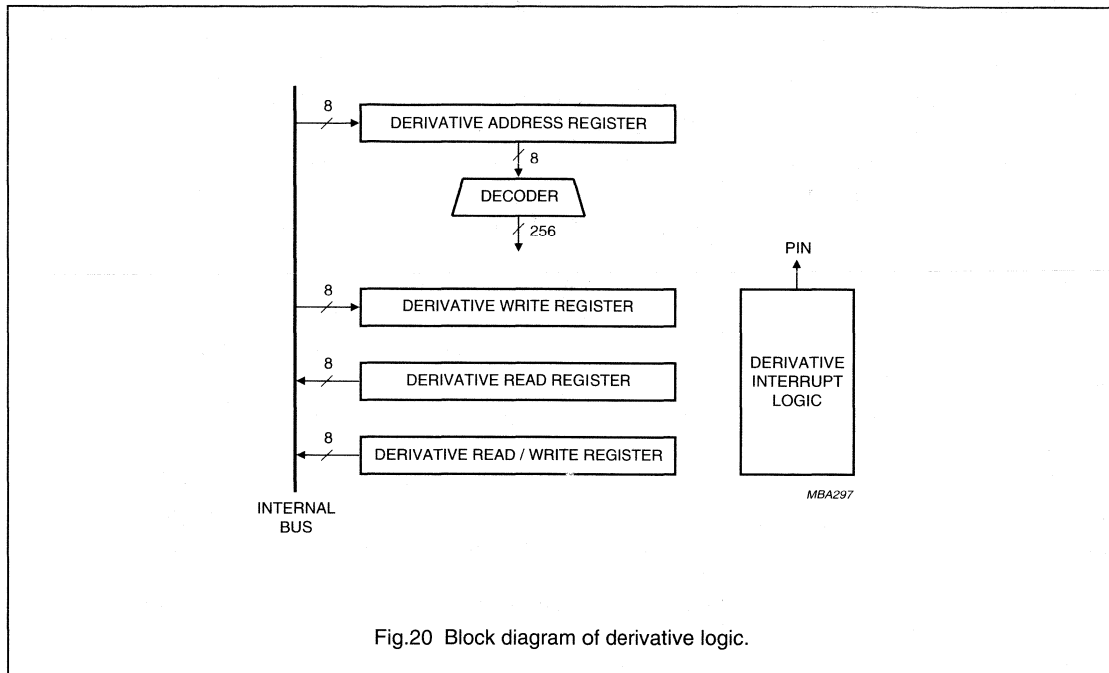 8
DERIVATIVE ADDRESS REGISTER
8
DECODER
256
PIN
8
DERIVATIVE WRITE REGISTER
8
DERIVATIVE READ REGISTER
DERIVATIVE
INTERRUPT
LOGIC
8
DERIVATIVE READ / WRITE REGISTER
MBA297
INTERNAL
BUS
Fig.20 Block diagram of derivative logic.